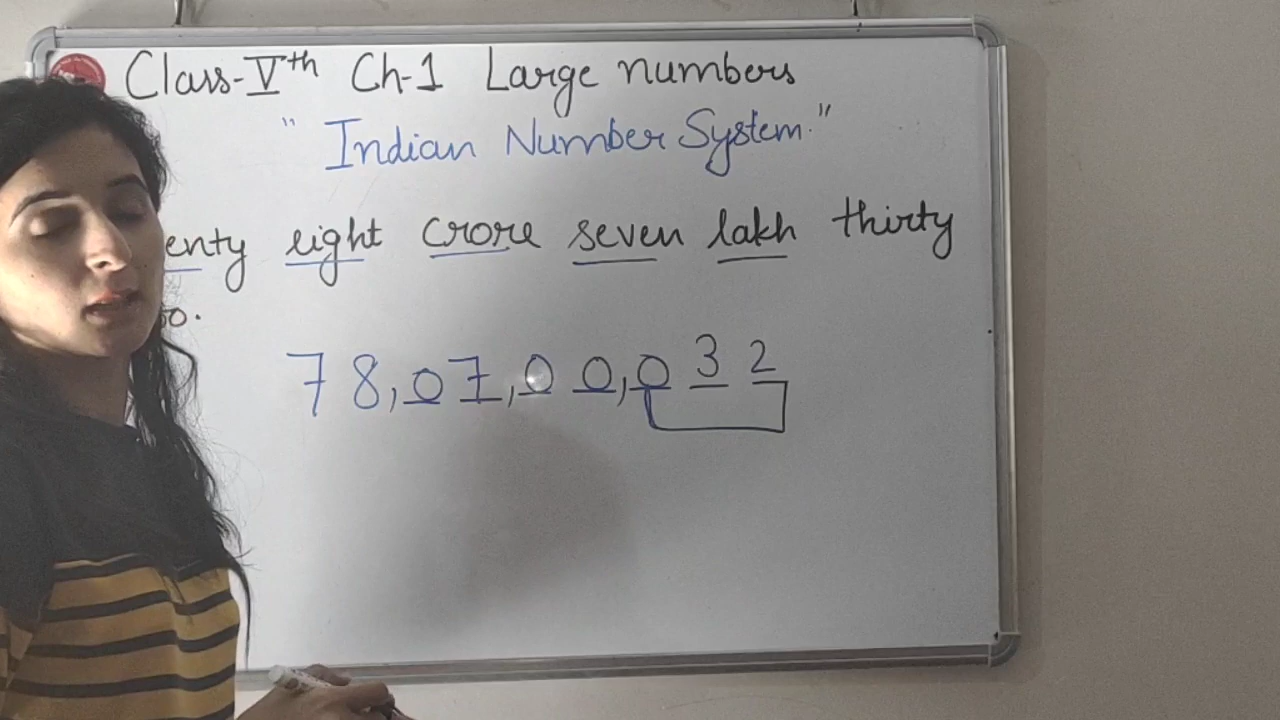 Class-Vth Ch-1 Large numbers
"Indian Number System."
enty eight crore seven lakh thirty
o.
78,07,00,032